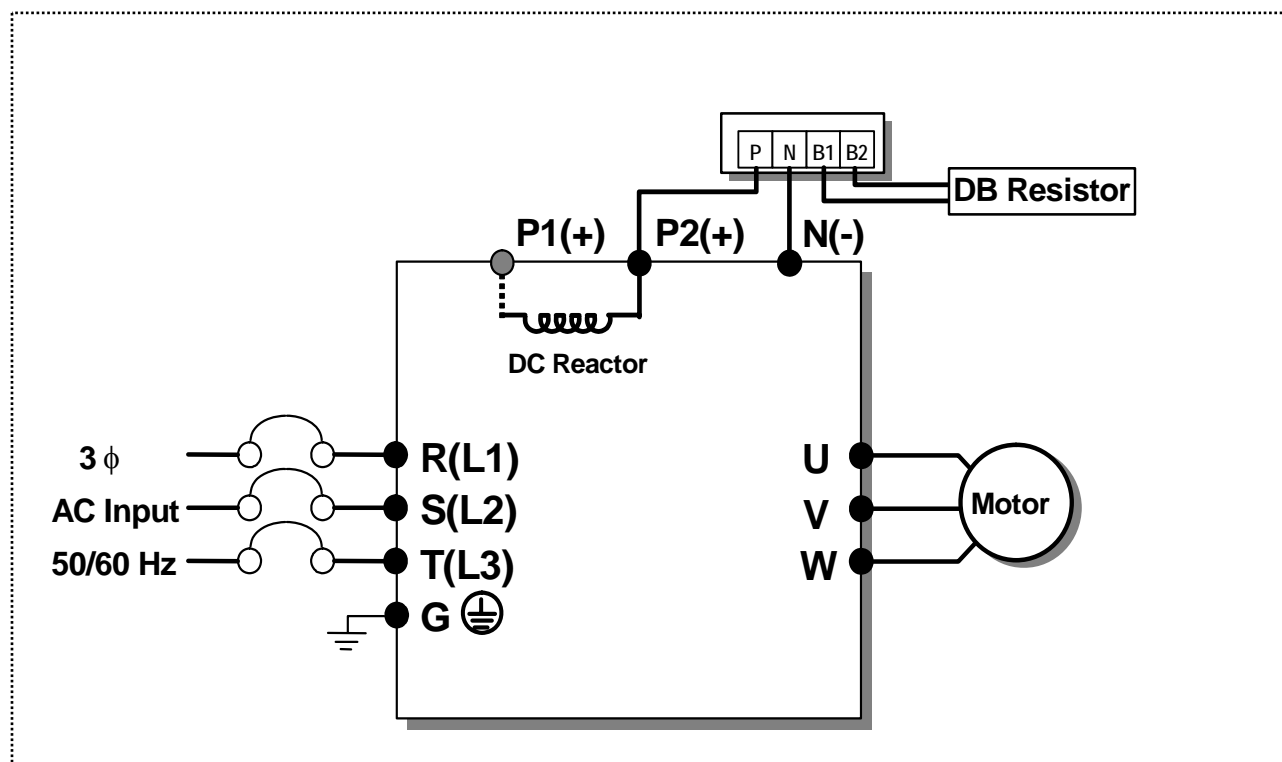 P N B1 B2
DB Resistor
P1(+) P2(+) N(-)
DC Reactor
3 ϕ R(L1) U
AC Input S(L2) V Motor
50/60 Hz T(L3) W
G